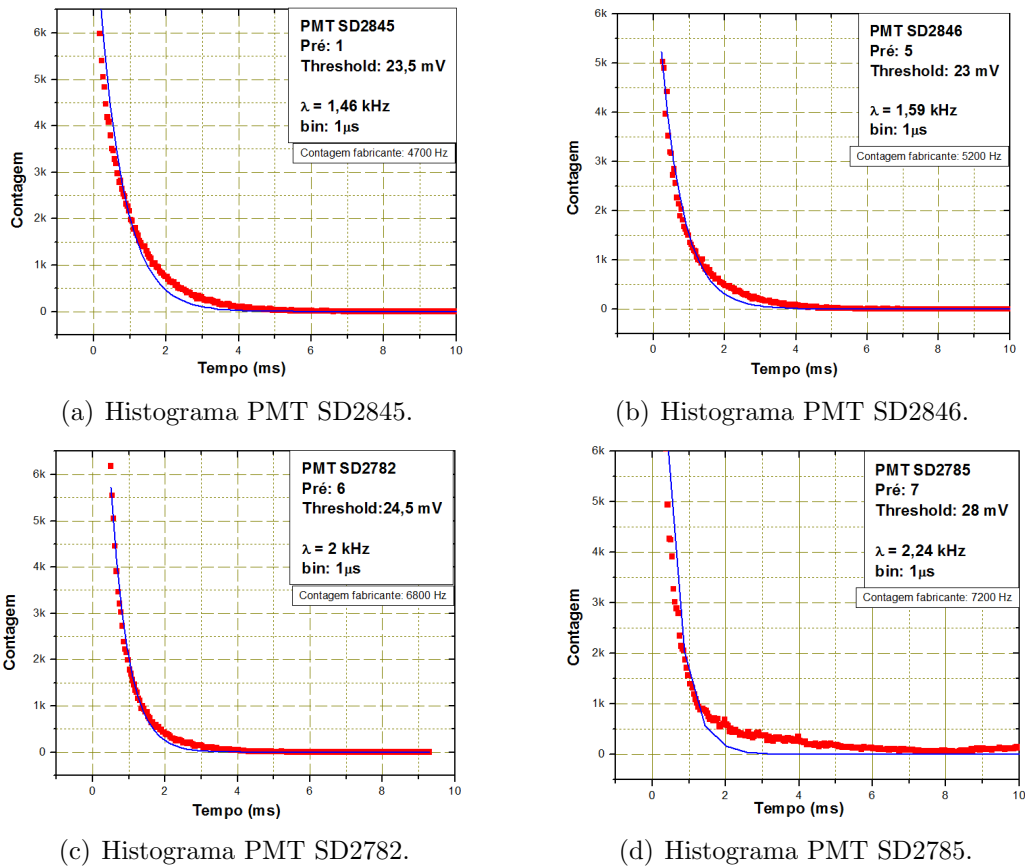 PMT SD2845
Pré: 1
Threshold: 23,5 mV
λ = 1,46 kHz
bin: 1μs
Contagem fabricante: 4700 Hz
6k
5k
4k
3k
2k
1k
0
Contagem
0 2 4 6 8 10
Tempo (ms)
(a) Histograma PMT SD2845.
PMT SD2846
Pré: 5
Threshold: 23 mV
λ = 1,59 kHz
bin: 1μs
Contagem fabricante: 5200 Hz
6k
5k
4k
3k
2k
1k
0
Contagem
0 2 4 6 8 10
Tempo (ms)
(b) Histograma PMT SD2846.
PMT SD2782
Pré: 6
Threshold:24,5 mV
λ = 2 kHz
bin: 1μs
Contagem fabricante: 6800 Hz
6k
5k
4k
3k
2k
1k
0
Contagem
0 2 4 6 8 10
Tempo (ms)
(c) Histograma PMT SD2782.
PMT SD2785
Pré: 7
Threshold: 28 mV
λ = 2,24 kHz
bin: 1μs
Contagem fabricante: 7200 Hz
6k
5k
4k
3k
2k
1k
0
Contagem
0 2 4 6 8 10
Tempo (ms)
(d) Histograma PMT SD2785.